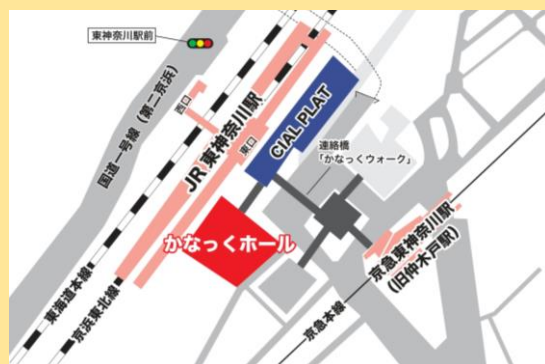 東神奈川駅前
国道一号線（第二京浜）
西口
JR東神奈川駅
東口
CIAL PLAT
連絡橋
「かなっくウォーク」
かなっくホール
京急東神奈川駅
(旧仲木戸駅)
東海道本線
京浜東北線
京急本線